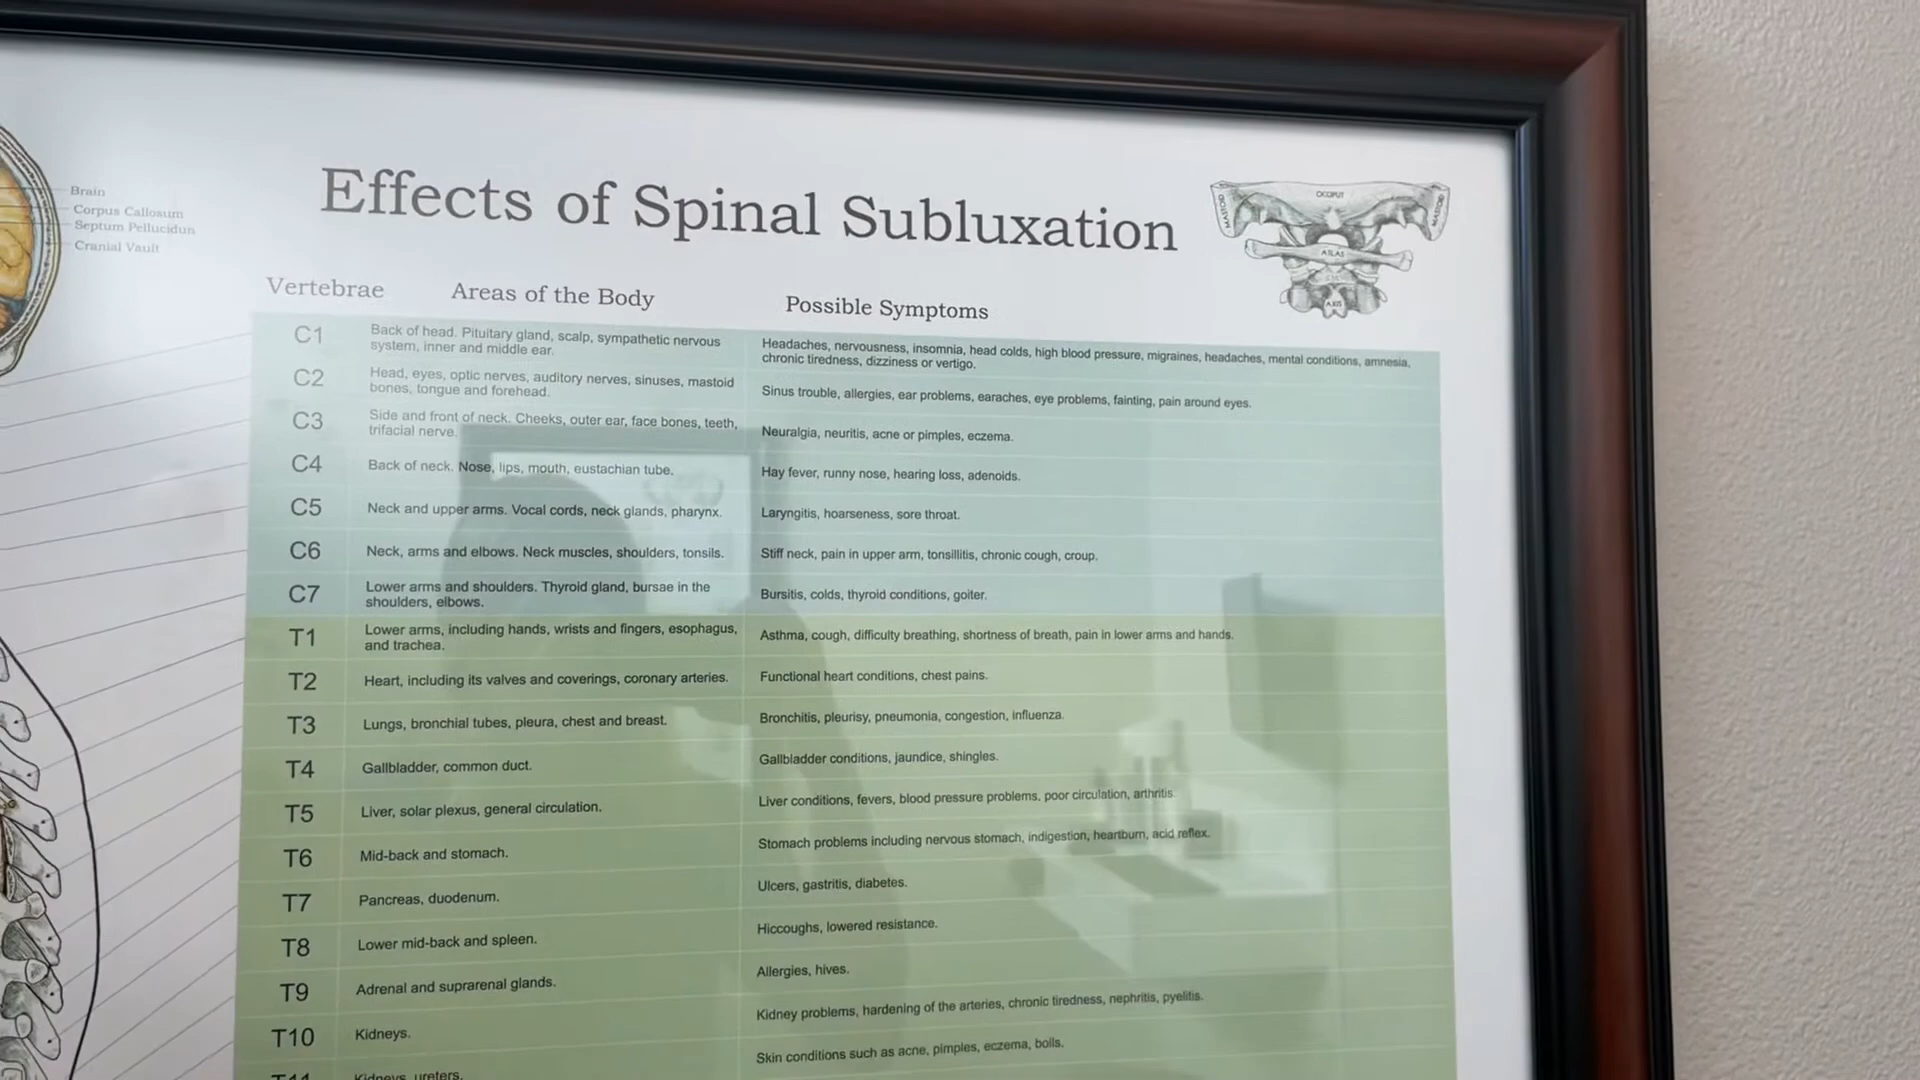 Brain
Corpus Callosum
Septum Pellucidun
Cranial Vault
Effects of Spinal Subluxation
OCCIPUT
MASTOID
MASTOID
ATLAS
AXIS
Vertebrae Areas of the Body Possible Symptoms
C1 Back of head. Pituitary gland, scalp, sympathetic nervous
system, inner and middle ear.
Headaches, nervousness, insomnia, head colds, high blood pressure, migraines, headaches, mental conditions, amnesia,
chronic tiredness, dizziness or vertigo.
C2 Head, eyes, optic nerves, auditory nerves, sinuses, mastoid
bones, tongue and forehead.
Sinus trouble, allergies, ear problems, earaches, eye problems, fainting, pain around eyes.
C3 Side and front of neck. Cheeks, outer ear, face bones, teeth,
trifacial nerve.
Neuralgia, neuritis, acne or pimples, eczema.
C4 Back of neck. Nose, lips, mouth, eustachian tube.
Hay fever, runny nose, hearing loss, adenoids.
C5 Neck and upper arms. Vocal cords, neck glands, pharynx.
Laryngitis, hoarseness, sore throat.
C6 Neck, arms and elbows. Neck muscles, shoulders, tonsils.
Stiff neck, pain in upper arm, tonsillitis, chronic cough, croup.
C7 Lower arms and shoulders. Thyroid gland, bursae in the
shoulders, elbows.
Bursitis, colds, thyroid conditions, goiter.
T1 Lower arms, including hands, wrists and fingers, esophagus,
and trachea.
Asthma, cough, difficulty breathing, shortness of breath, pain in lower arms and hands.
T2 Heart, including its valves and coverings, coronary arteries.
Functional heart conditions, chest pains.
T3 Lungs, bronchial tubes, pleura, chest and breast.
Bronchitis, pleurisy, pneumonia, congestion, influenza.
T4 Gallbladder, common duct.
Gallbladder conditions, jaundice, shingles.
T5 Liver, solar plexus, general circulation.
Liver conditions, fevers, blood pressure problems, poor circulation, arthritis.
T6 Mid-back and stomach.
Stomach problems including nervous stomach, indigestion, heartburn, acid reflex.
T7 Pancreas, duodenum.
Ulcers, gastritis, diabetes.
T8 Lower mid-back and spleen.
Hiccoughs, lowered resistance.
T9 Adrenal and suprarenal glands.
Allergies, hives.
T10 Kidneys.
Kidney problems, hardening of the arteries, chronic tiredness, nephritis, pyelitis.
T11 Kidneys, ureters.
Skin conditions such as acne, pimples, eczema, boils.